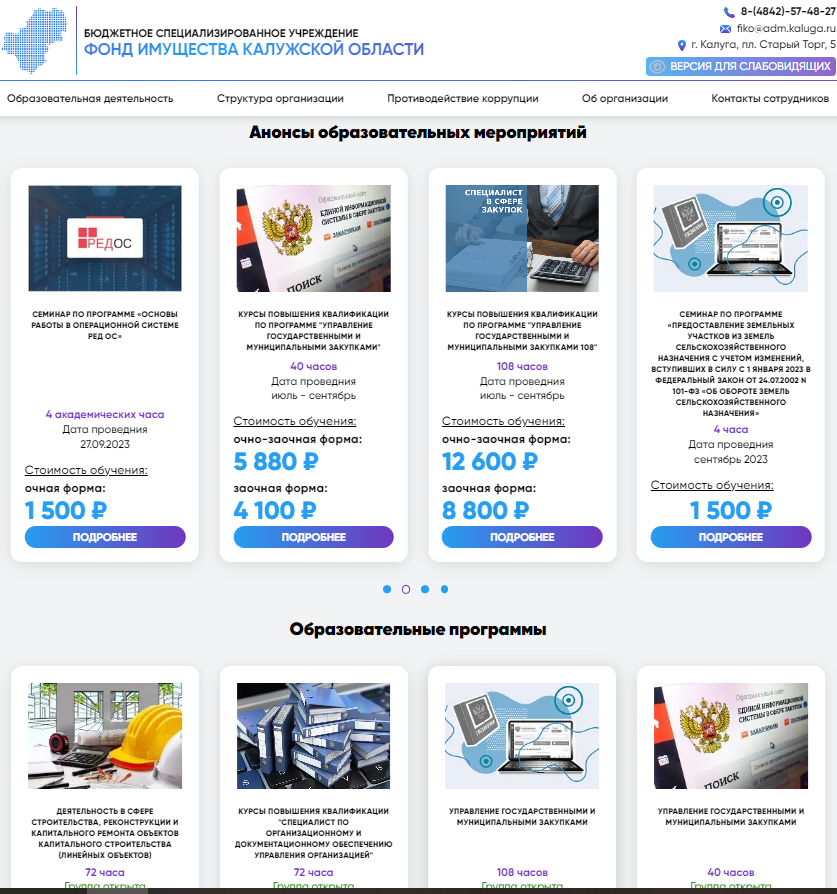 БЮДЖЕТНОЕ СПЕЦИАЛИЗИРОВАННОЕ УЧРЕЖДЕНИЕ
ФОНД ИМУЩЕСТВА КАЛУЖСКОЙ ОБЛАСТИ
8-(4842)-57-48-27
fiko@adm.kaluga.ru
г. Калуга, пл. Старый Торг, 5
ВЕРСИЯ ДЛЯ СЛАБОВИДЯЩИХ
Образовательная деятельность Структура организации Противодействие коррупции Об организации Контакты сотрудников
Анонсы образовательных мероприятий
РЕДОС
СЕМИНАР ПО ПРОГРАММЕ «ОСНОВЫ
РАБОТЫ В ОПЕРАЦИОННОЙ СИСТЕМЕ
РЕД ОС»
4 академических часа
Дата проведния
27.09.2023
Стоимость обучения:
очная форма:
1 500 ₽
ПОДРОБНЕЕ
Официальный сайт
ЕДИНОЙ ИНФОРМАЦИОННОЙ
СИСТЕМЫ В СФЕРЕ ЗАКУПОК
ЗАКАЗЧИКАМ
ПОИСК
КУРСЫ ПОВЫШЕНИЯ КВАЛИФИКАЦИИ
ПО ПРОГРАММЕ "УПРАВЛЕНИЕ
ГОСУДАРСТВЕННЫМИ И
МУНИЦИПАЛЬНЫМИ ЗАКУПКАМИ"
40 часов
Дата проведния
июль - сентябрь
Стоимость обучения:
очно-заочная форма:
5 880 ₽
заочная форма:
4 100 ₽
ПОДРОБНЕЕ
СПЕЦИАЛИСТ
В СФЕРЕ
ЗАКУПОК
КУРСЫ ПОВЫШЕНИЯ КВАЛИФИКАЦИИ
ПО ПРОГРАММЕ "УПРАВЛЕНИЕ
ГОСУДАРСТВЕННЫМИ И
МУНИЦИПАЛЬНЫМИ ЗАКУПКАМИ 108"
108 часов
Дата проведния
июль - сентябрь
Стоимость обучения:
очно-заочная форма:
12 600 ₽
заочная форма:
8 800 ₽
ПОДРОБНЕЕ
СЕМИНАР ПО ПРОГРАММЕ
«ПРЕДОСТАВЛЕНИЕ ЗЕМЕЛЬНЫХ
УЧАСТКОВ ИЗ ЗЕМЕЛЬ
СЕЛЬСКОХОЗЯЙСТВЕННОГО
НАЗНАЧЕНИЯ С УЧЕТОМ ИЗМЕНЕНИЙ,
ВСТУПИВШИХ В СИЛУ С 1 ЯНВАРЯ 2023 В
ФЕДЕРАЛЬНЫЙ ЗАКОН ОТ 24.07.2002 N
101-ФЗ «ОБ ОБОРОТЕ ЗЕМЕЛЬ
СЕЛЬСКОХОЗЯЙСТВЕННОГО
НАЗНАЧЕНИЯ»
4 часа
Дата проведния
сентябрь 2023
Стоимость обучения:
1 500 ₽
ПОДРОБНЕЕ
Образовательные программы
ДЕЯТЕЛЬНОСТЬ В СФЕРЕ
СТРОИТЕЛЬСТВА, РЕКОНСТРУКЦИИ И
КАПИТАЛЬНОГО РЕМОНТА ОБЪЕКТОВ
КАПИТАЛЬНОГО СТРОИТЕЛЬСТВА
(ЛИНЕЙНЫХ ОБЪЕКТОВ)
72 часа
Группа открыта
КУРСЫ ПОВЫШЕНИЯ КВАЛИФИКАЦИИ
"СПЕЦИАЛИСТ ПО
ОРГАНИЗАЦИОННОМУ И
ДОКУМЕНТАЦИОННОМУ ОБЕСПЕЧЕНИЮ
УПРАВЛЕНИЯ ОРГАНИЗАЦИЕЙ"
72 часа
Группа открыта
УПРАВЛЕНИЕ ГОСУДАРСТВЕННЫМИ И
МУНИЦИПАЛЬНЫМИ ЗАКУПКАМИ
108 часов
Группа открыта
Официальный сайт
ЕДИНОЙ ИНФОРМАЦИОННОЙ
СИСТЕМЫ В СФЕРЕ ЗАКУПОК
ЗАКАЗЧИКАМ
ПОИСК
УПРАВЛЕНИЕ ГОСУДАРСТВЕННЫМИ И
МУНИЦИПАЛЬНЫМИ ЗАКУПКАМИ
40 часов
Группа открыта